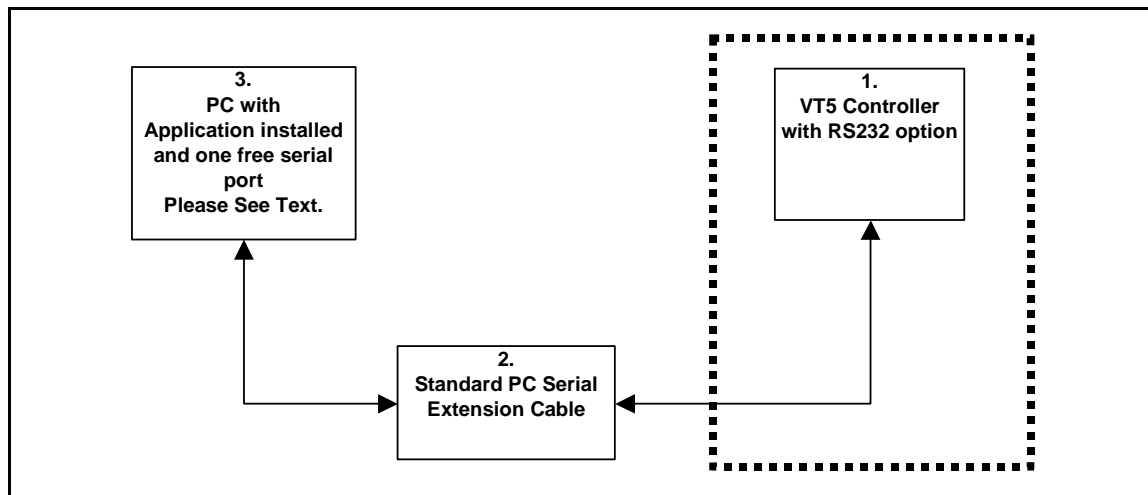 3.
PC with
Application installed
and one free serial
port
Please See Text.
1.
VT5 Controller
with RS232 option
2.
Standard PC Serial
Extension Cable